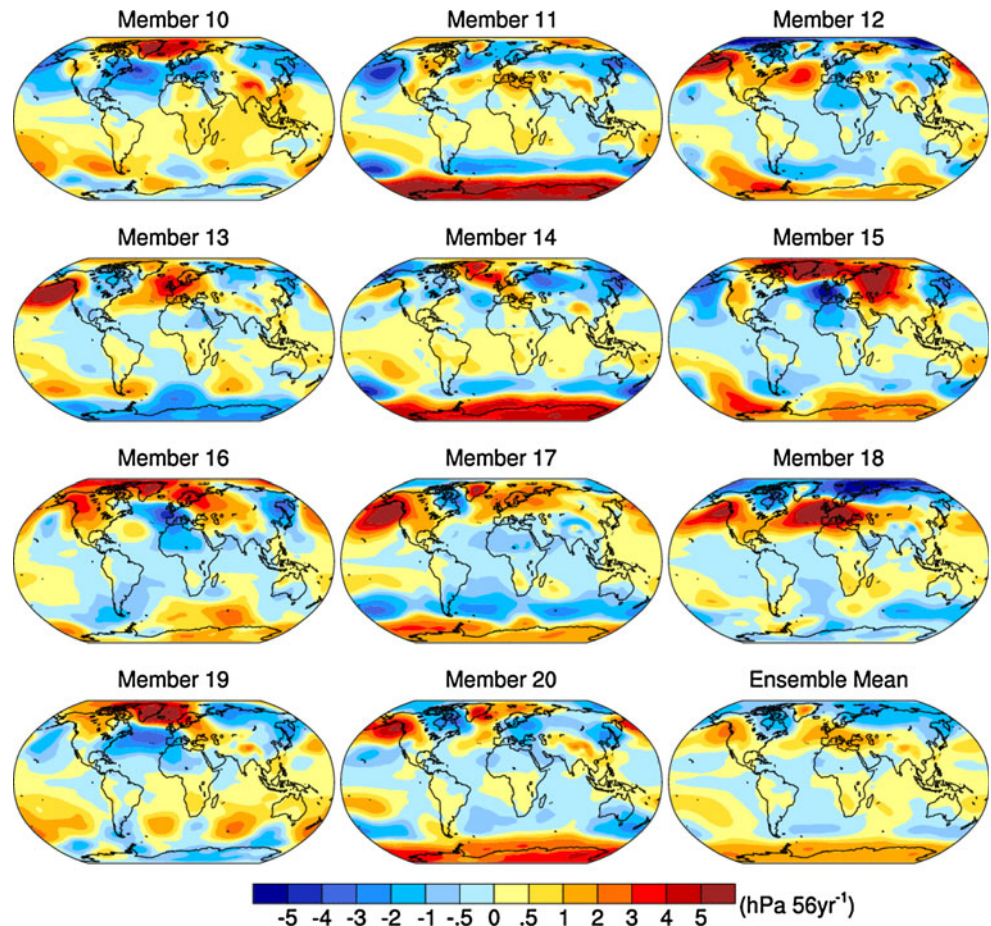 Member 10 Member 11 Member 12
Member 13 Member 14 Member 15
Member 16 Member 17 Member 18
Member 19 Member 20 Ensemble Mean
-5 -4 -3 -2 -1 -.5 0 .5 1 2 3 4 5 (hPa 56yr⁻¹)